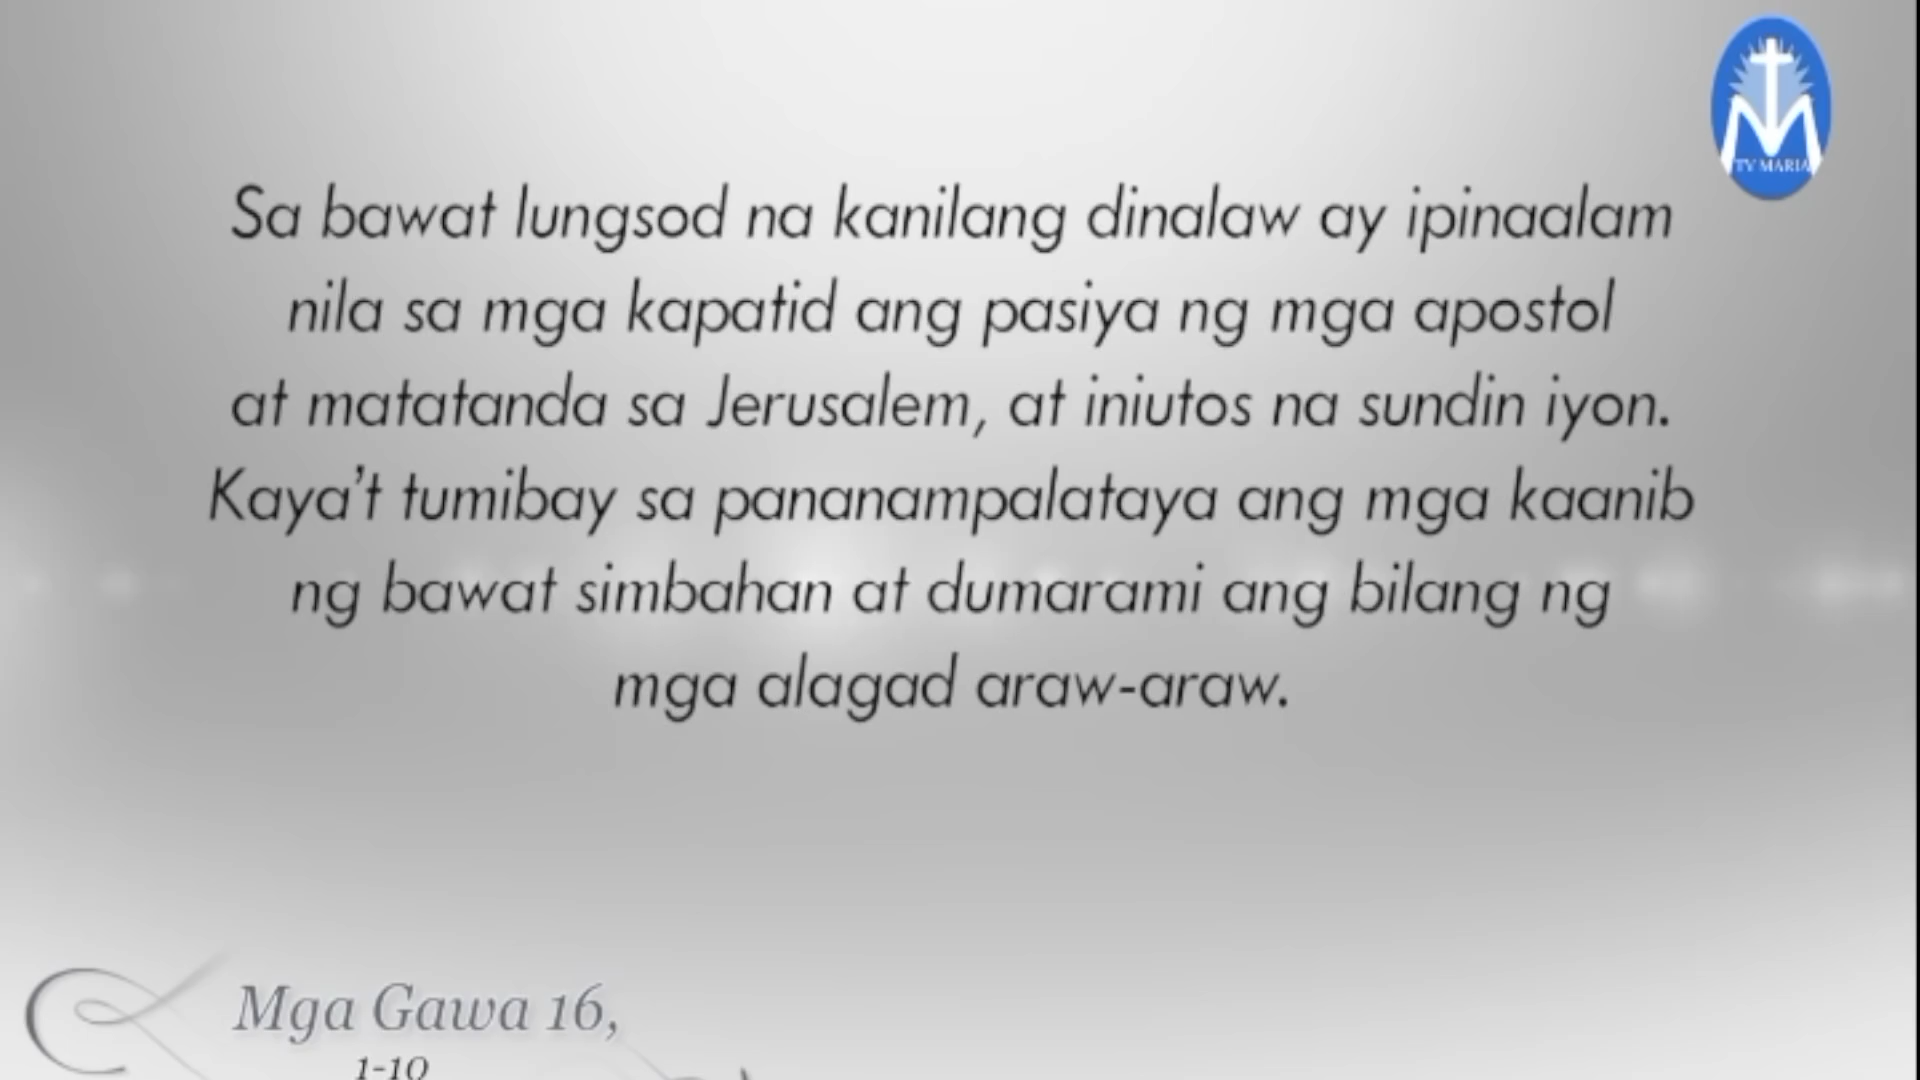 TV MARIA
Sa bawat lungsod na kanilang dinalaw ay ipinaalam
nila sa mga kapatid ang pasiya ng mga apostol
at matatanda sa Jerusalem, at iniutos na sundin iyon.
Kaya't tumibay sa pananampalataya ang mga kaanib
ng bawat simbahan at dumarami ang bilang ng
mga alagad araw-araw.
Mga Gawa 16,
1-10